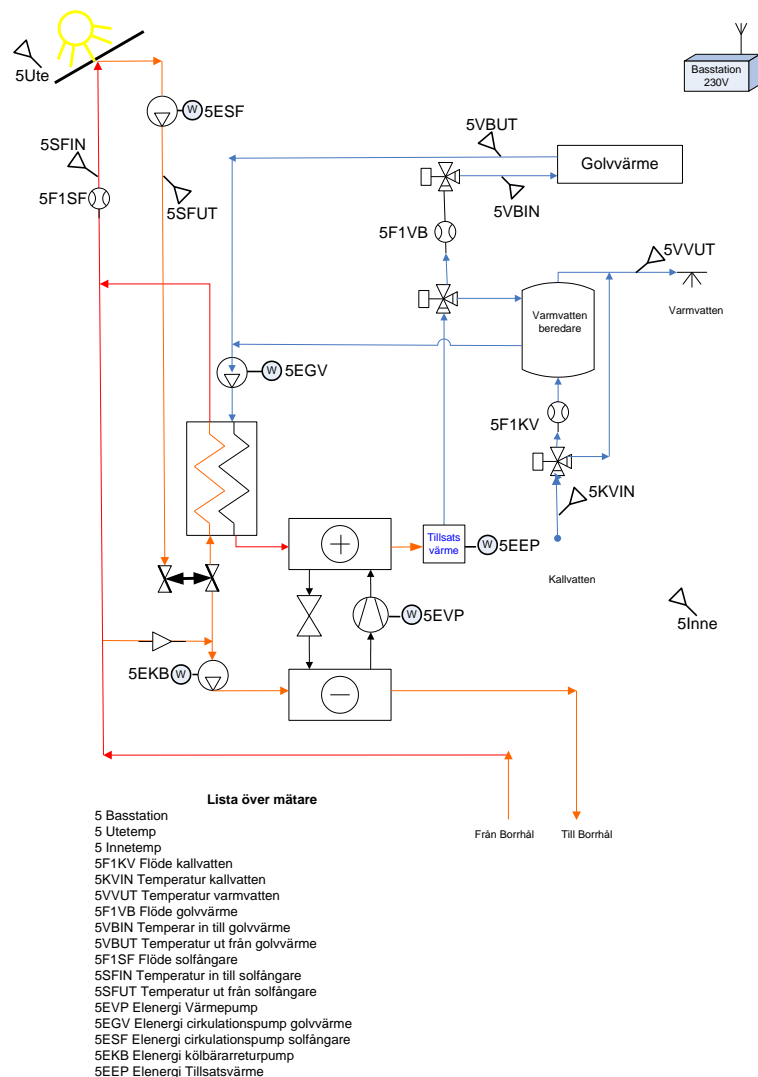 5Ute
Basstation
230V
5ESF
5VBUT
5SFIN
Golvvärme
5F1SF
5SFUT
5VBIN
5F1VB
5VVUT
Varmvatten
Varmvatten
beredare
5EGV
5F1KV
5KVIN
Tillsats
värme
5EEP
Kallvatten
5EVP
5Inne
5EKB
W
W
W
W
W
Från Borrhål
Till Borrhål
Lista över mätare
5 Basstation
5 Utetemp
5 Innetemp
5F1KV Flöde kallvatten
5KVIN Temperatur kallvatten
5VVUT Temperatur varmvatten
5F1VB Flöde golvvärme
5VBIN Temperar in till golvvärme
5VBUT Temperatur ut från golvvärme
5F1SF Flöde solfångare
5SFIN Temperatur in till solfångare
5SFUT Temperatur ut från solfångare
5EVP Elenergi Värmepump
5EGV Elenergi cirkulationspump golvvärme
5ESF Elenergi cirkulationspump solfångare
5EKB Elenergi kölbärarreturpump
5EEP Elenergi Tillsatsvärme